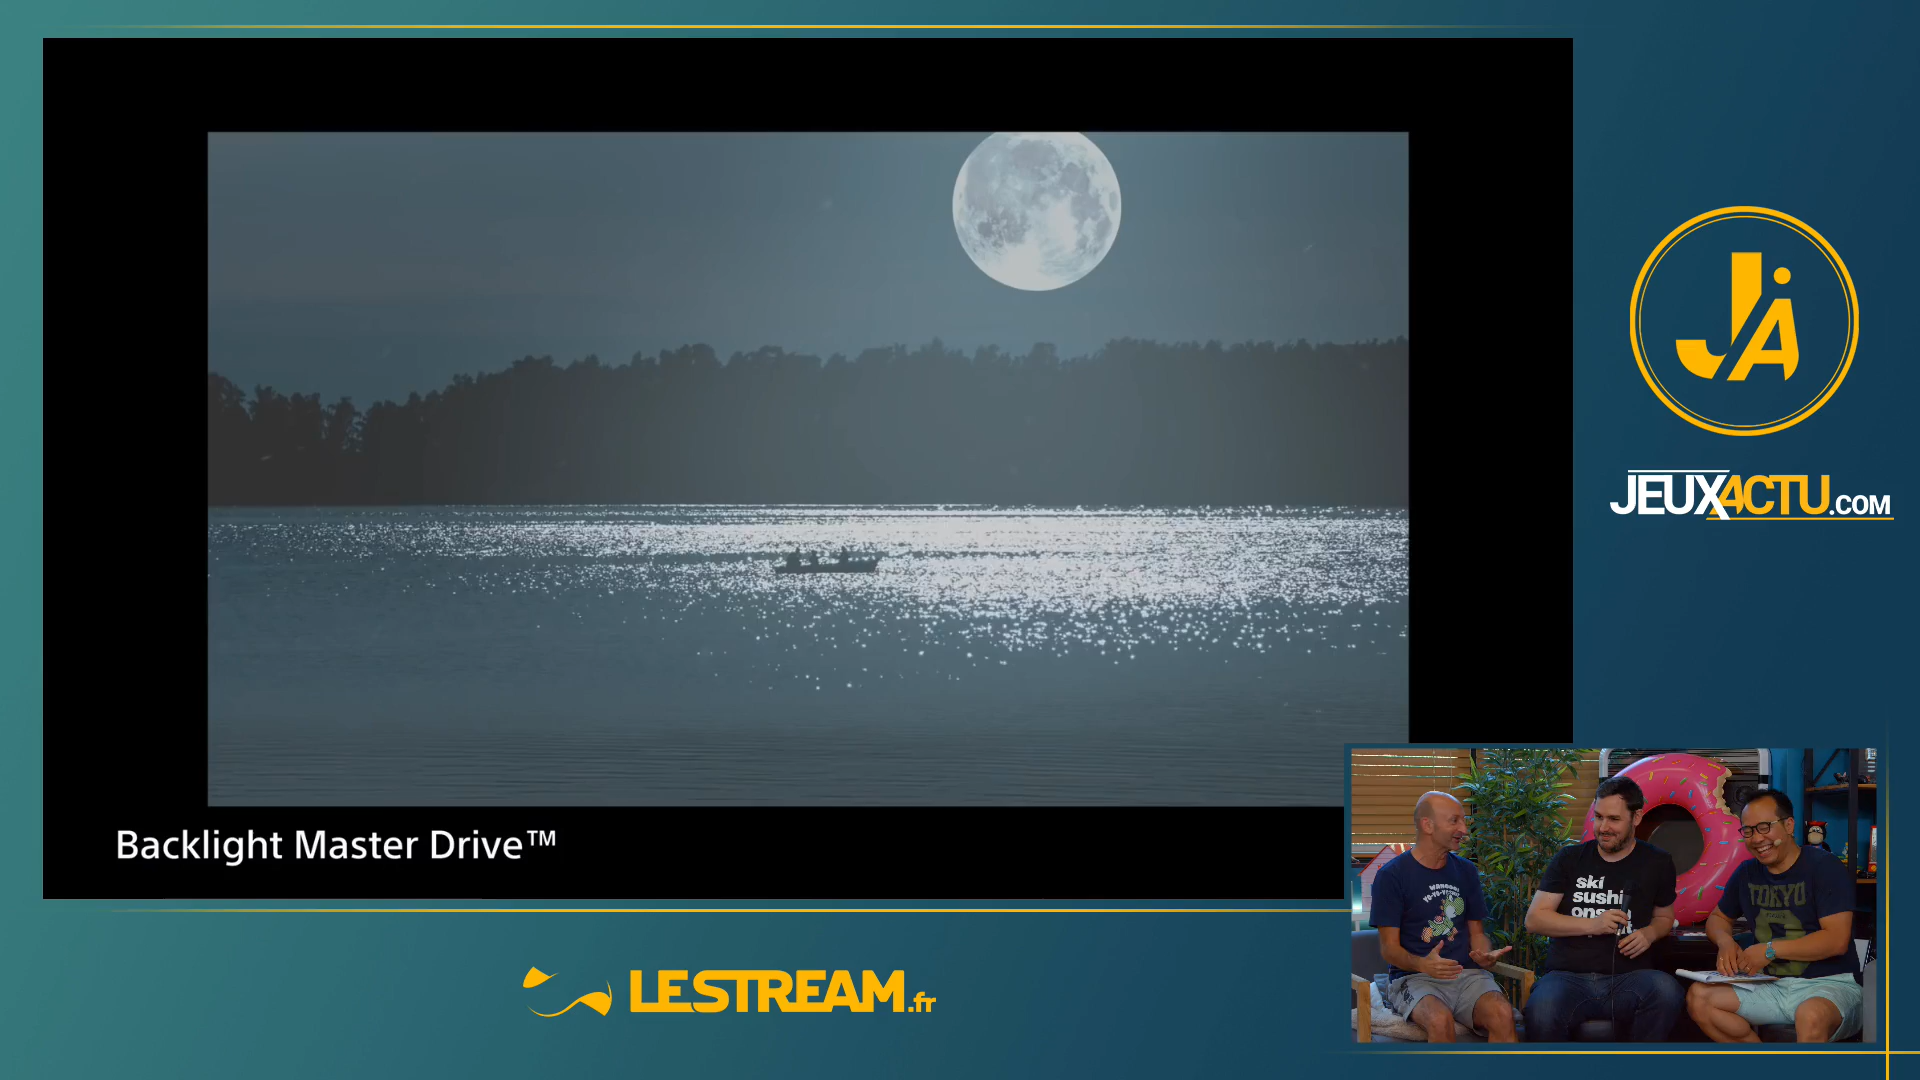 JA
JEUXACTU.COM
Backlight Master Drive™
LESTREAM.fr
ski
sushi
TOKYO